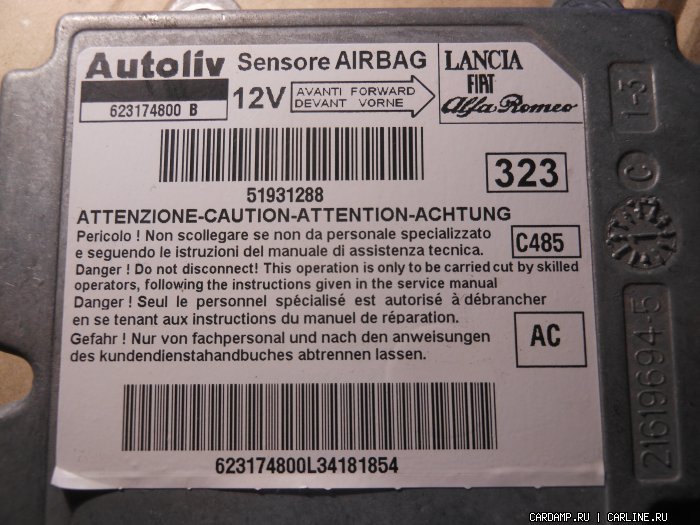 Autoliv
623174800 B
Sensore AIRBAG
12V
AVANTI FORWARD
DEVANT VORNE
LANCIA
FIAT
Alfa Romeo
51931288
323
ATTENZIONE-CAUTION-ATTENTION-ACHTUNG
Pericolo ! Non scollegare se non da personale specializzato
e seguendo le istruzioni del manuale di assistenza tecnica.
C485
Danger ! Do not disconnect! This operation is only to be carried cut by skilled
operators, following the instructions given in the service manual
Danger ! Seul le personnel spécialisé est autorisé à débrancher
en se tenant aux instructions du manuel de réparation.
Gefahr ! Nur von fachpersonal und nach den anweisungen
des kundendienstahandbuches abtrennen lassen.
AC
623174800L34181854
1-3
C
1
21619694-5
CARDAMP.RU | CARLINE.RU